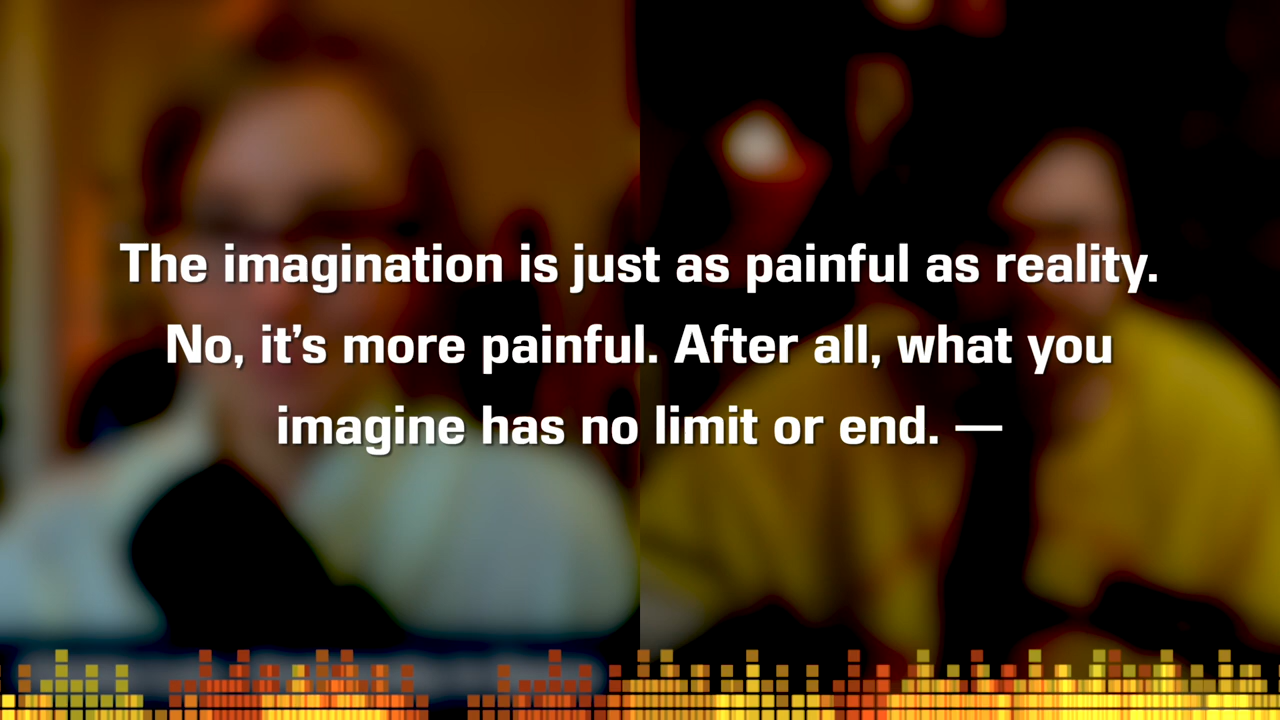 The imagination is just as painful as reality.
No, it’s more painful. After all, what you
imagine has no limit or end. —